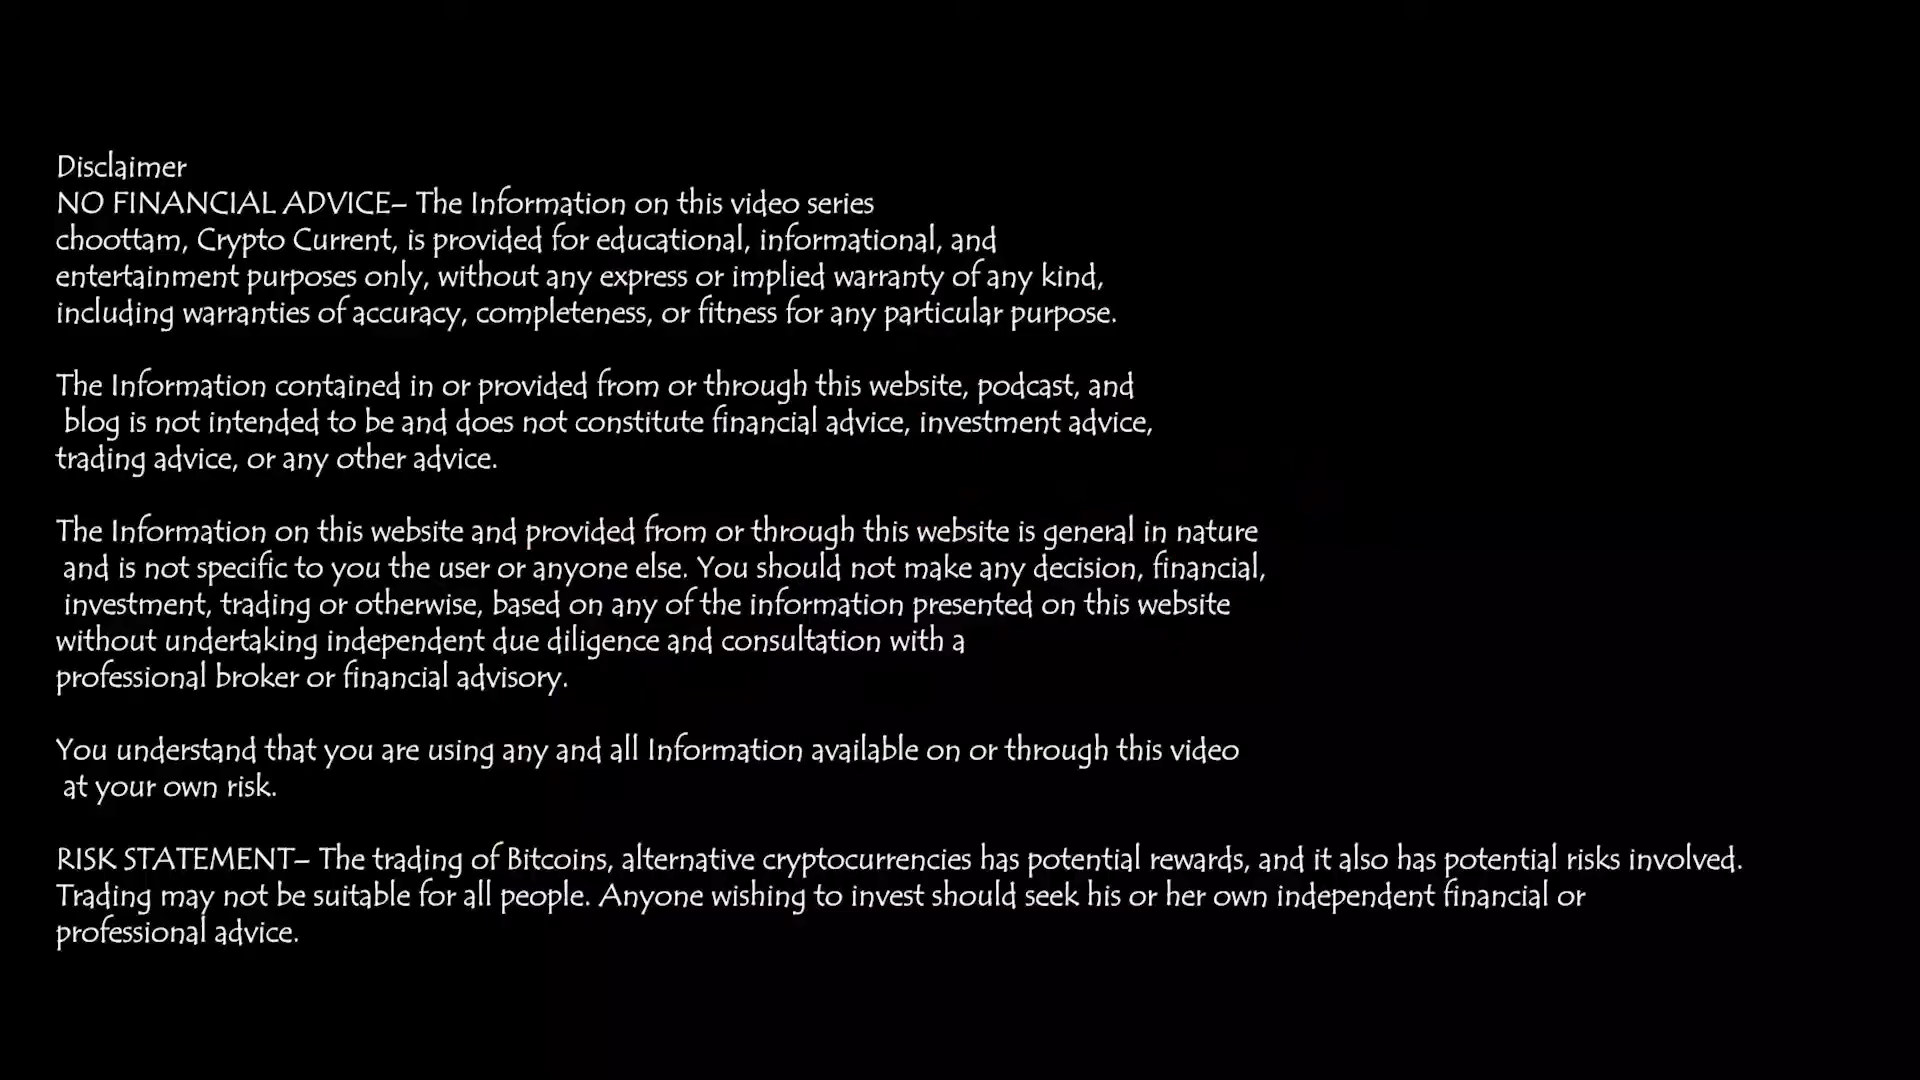 Disclaimer
NO FINANCIAL ADVICE– The Information on this video series
choottam, Crypto Current, is provided for educational, informational, and
entertainment purposes only, without any express or implied warranty of any kind,
including warranties of accuracy, completeness, or fitness for any particular purpose.
The Information contained in or provided from or through this website, podcast, and
blog is not intended to be and does not constitute financial advice, investment advice,
trading advice, or any other advice.
The Information on this website and provided from or through this website is general in nature
and is not specific to you the user or anyone else. You should not make any decision, financial,
investment, trading or otherwise, based on any of the information presented on this website
without undertaking independent due diligence and consultation with a
professional broker or financial advisory.
You understand that you are using any and all Information available on or through this video
at your own risk.
RISK STATEMENT– The trading of Bitcoins, alternative cryptocurrencies has potential rewards, and it also has potential risks involved.
Trading may not be suitable for all people. Anyone wishing to invest should seek his or her own independent financial or
professional advice.